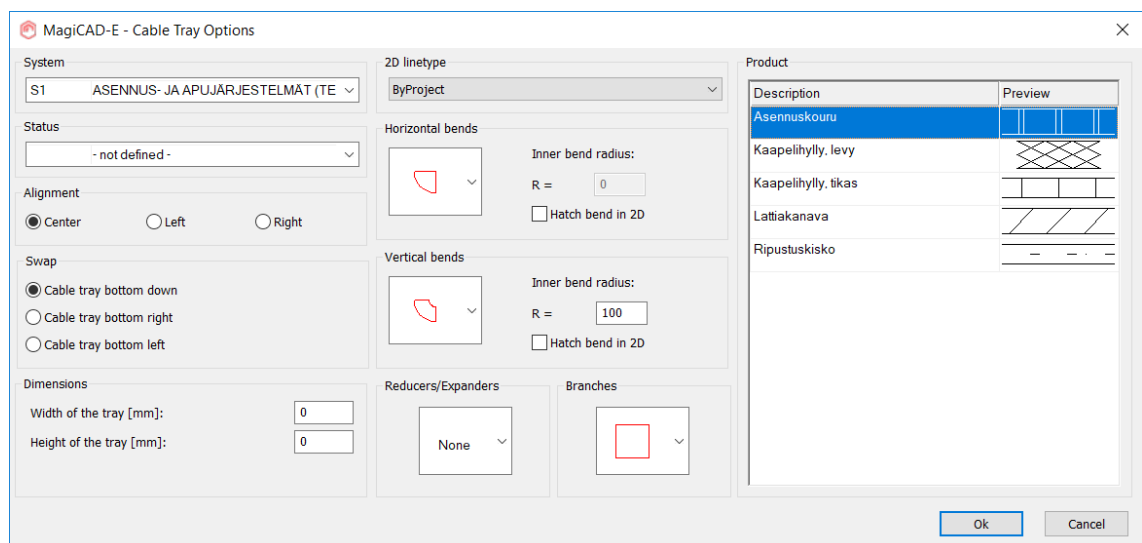 MagiCAD-E - Cable Tray Options
System
S1 ASENNUS- JA APUJÄRJESTELMÄT (TE
Status
- not defined -
Alignment
Center Left Right
Swap
Cable tray bottom down
Cable tray bottom right
Cable tray bottom left
Dimensions
Width of the tray [mm]: 0
Height of the tray [mm]: 0
2D linetype
ByProject
Horizontal bends
Inner bend radius:
R = 0
Hatch bend in 2D
Vertical bends
Inner bend radius:
R = 100
Hatch bend in 2D
Reducers/Expanders
None
Branches
Product
Description Preview
Asennuskouru
Kaapelihylly, levy
Kaapelihylly, tikas
Lattiakanava
Ripustuskisko
Ok Cancel